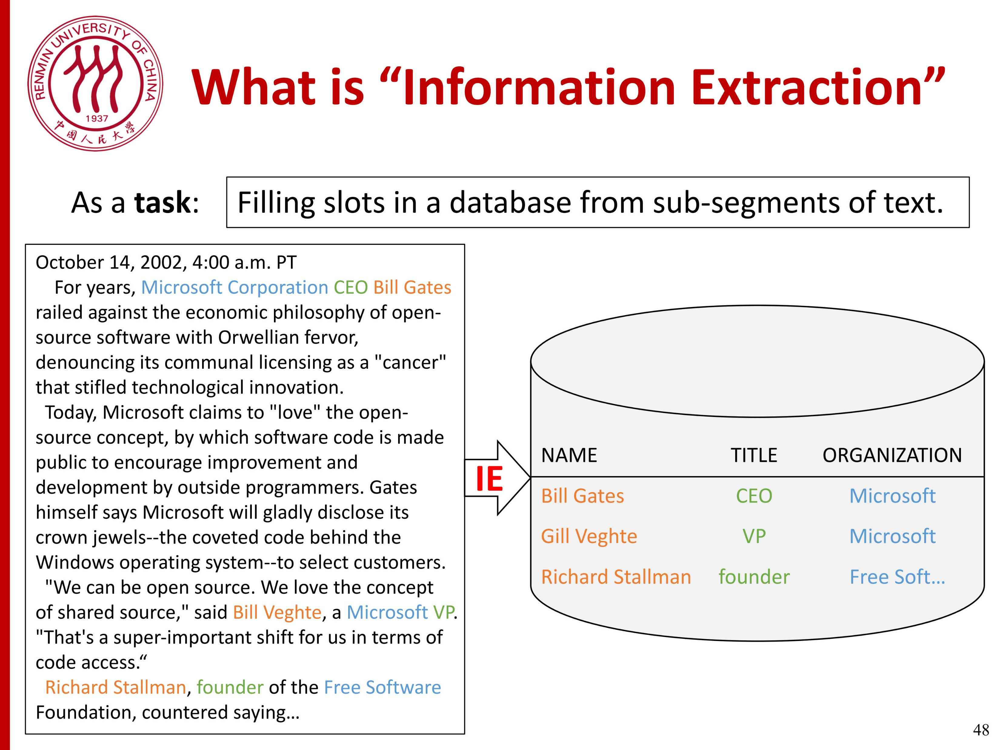 RENMIN UNIVERSITY OF CHINA
1937
中國人民大學
What is “Information Extraction”
As a task:
Filling slots in a database from sub-segments of text.
October 14, 2002, 4:00 a.m. PT
For years, Microsoft Corporation CEO Bill Gates
railed against the economic philosophy of open-
source software with Orwellian fervor,
denouncing its communal licensing as a "cancer"
that stifled technological innovation.
Today, Microsoft claims to "love" the open-
source concept, by which software code is made
public to encourage improvement and
development by outside programmers. Gates
himself says Microsoft will gladly disclose its
crown jewels--the coveted code behind the
Windows operating system--to select customers.
"We can be open source. We love the concept
of shared source," said Bill Veghte, a Microsoft VP.
"That's a super-important shift for us in terms of
code access.“
Richard Stallman, founder of the Free Software
Foundation, countered saying…
IE
NAME TITLE ORGANIZATION
Bill Gates CEO Microsoft
Gill Veghte VP Microsoft
Richard Stallman founder Free Soft...
48